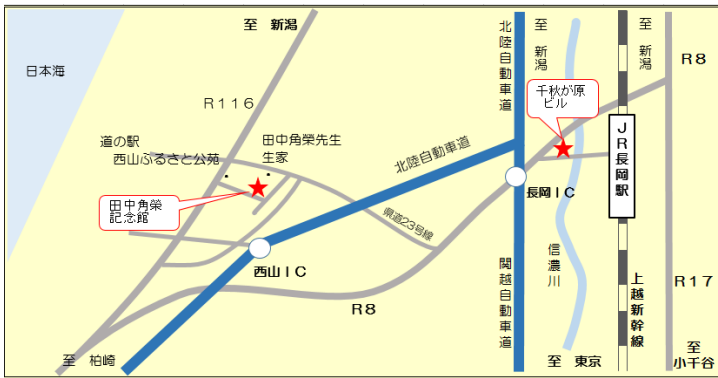 至 新潟
日本海
R116
道の駅
西山ふるさと公苑
田中角榮先生
生家
田中角榮
記念館
西山IC
北陸自動車道
県道23号線
R8
至 柏崎
北陸自動車道
至 新潟
千秋が原
ビル
至 新潟
R8
JR長岡駅
長岡IC
関越自動車道
信濃川
上越新幹線
R17
至 東京
至
小千谷